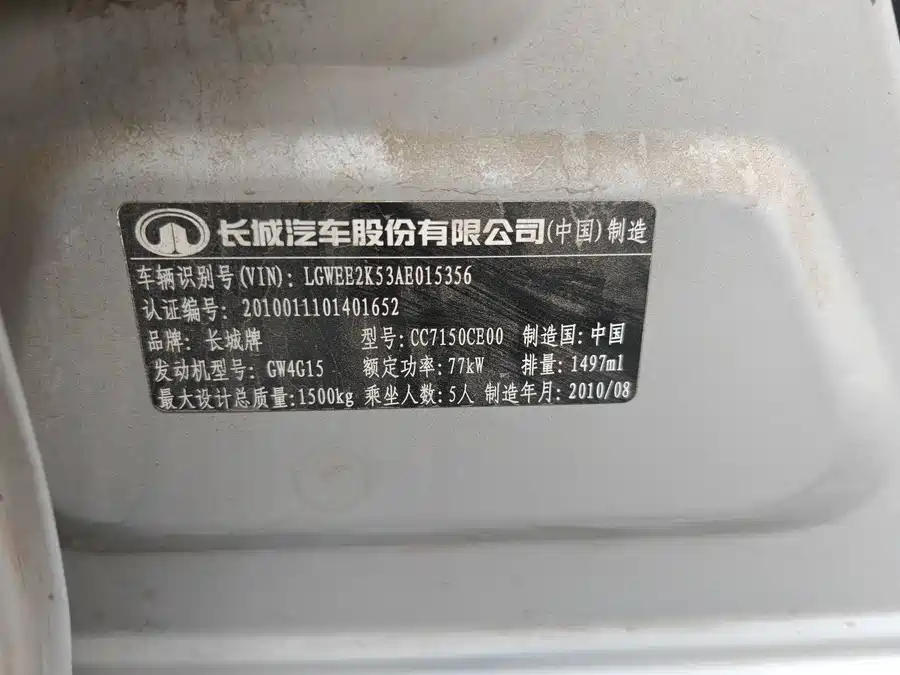 长城汽车股份有限公司(中国)制造
车辆识别号(VIN): LGWEE2K53AE015356
认证编号: 2010011101401652
品牌: 长城牌 型号: CC7150CE00 制造国: 中国
发动机型号: GW4G15 额定功率: 77kW 排量: 1497ml
最大设计总质量: 1500kg 乘坐人数: 5人 制造年月: 2010/08